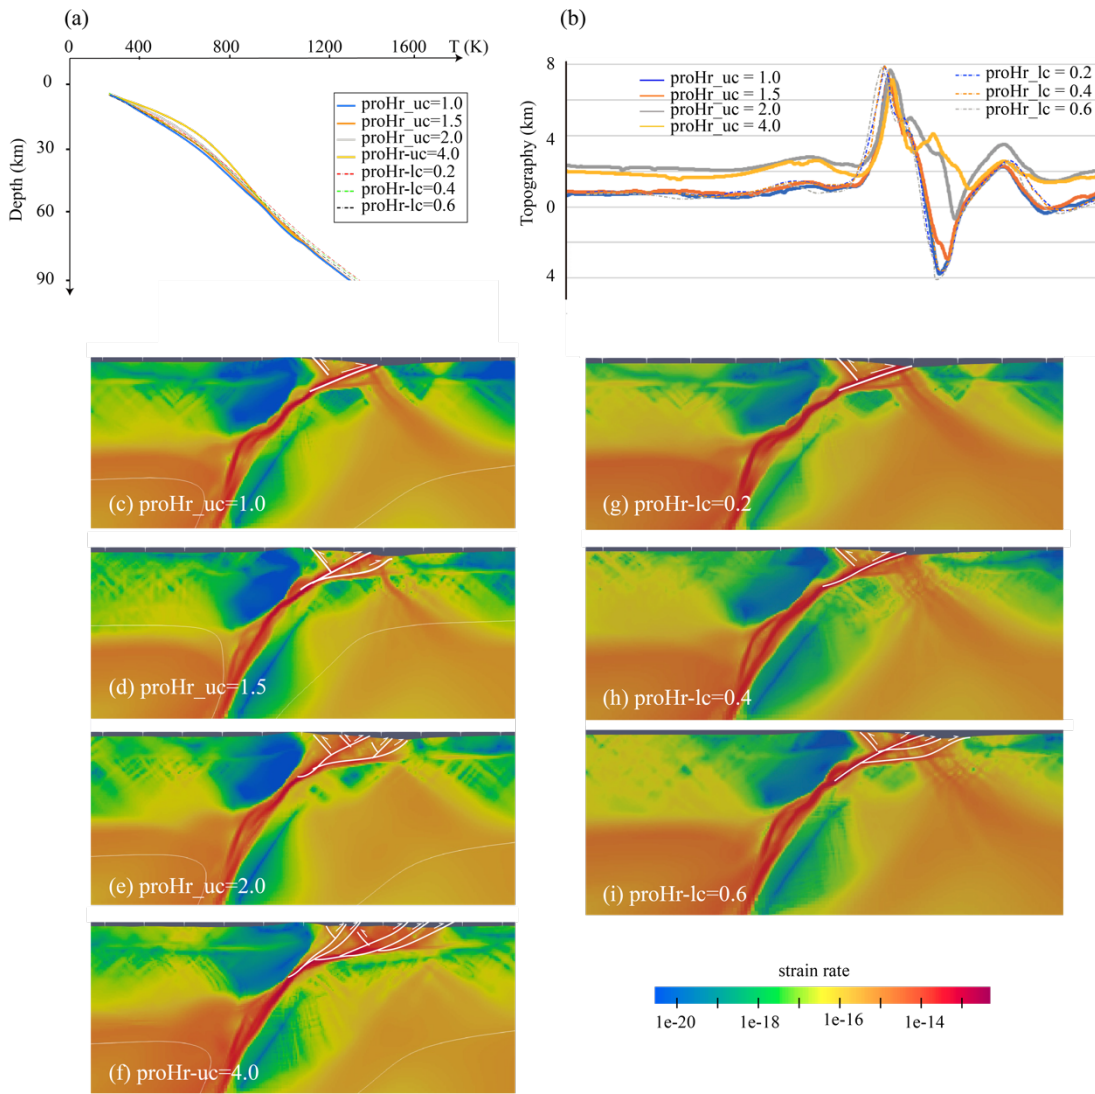 (a)
0 400 800 1200 1600 T (K)
0
30
60
90
Depth (km)
proHr_uc=1.0
proHr_uc=1.5
proHr_uc=2.0
proHr-uc=4.0
proHr-lc=0.2
proHr-lc=0.4
proHr-lc=0.6
(b)
8
4
0
4
Topography (km)
proHr_uc = 1.0
proHr_uc = 1.5
proHr_uc = 2.0
proHr_uc = 4.0
proHr_lc = 0.2
proHr_lc = 0.4
proHr_lc = 0.6
(c) proHr_uc=1.0
(g) proHr-lc=0.2
(d) proHr_uc=1.5
(h) proHr-lc=0.4
(e) proHr_uc=2.0
(i) proHr-lc=0.6
(f) proHr-uc=4.0
strain rate
1e-20 1e-18 1e-16 1e-14